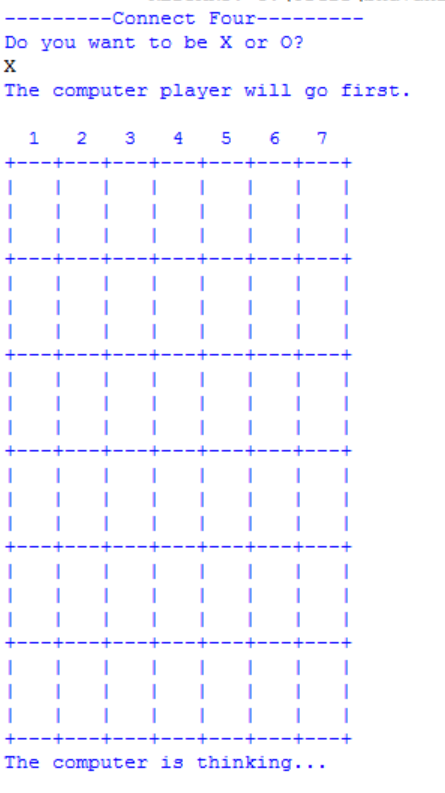 ---------Connect Four---------
Do you want to be X or O?
X
The computer player will go first.
  1   2   3   4   5   6   7
+---+---+---+---+---+---+---+
|   |   |   |   |   |   |   |
|   |   |   |   |   |   |   |
|   |   |   |   |   |   |   |
+---+---+---+---+---+---+---+
|   |   |   |   |   |   |   |
|   |   |   |   |   |   |   |
|   |   |   |   |   |   |   |
+---+---+---+---+---+---+---+
|   |   |   |   |   |   |   |
|   |   |   |   |   |   |   |
|   |   |   |   |   |   |   |
+---+---+---+---+---+---+---+
|   |   |   |   |   |   |   |
|   |   |   |   |   |   |   |
|   |   |   |   |   |   |   |
+---+---+---+---+---+---+---+
|   |   |   |   |   |   |   |
|   |   |   |   |   |   |   |
|   |   |   |   |   |   |   |
+---+---+---+---+---+---+---+
|   |   |   |   |   |   |   |
|   |   |   |   |   |   |   |
|   |   |   |   |   |   |   |
+---+---+---+---+---+---+---+
The computer is thinking...